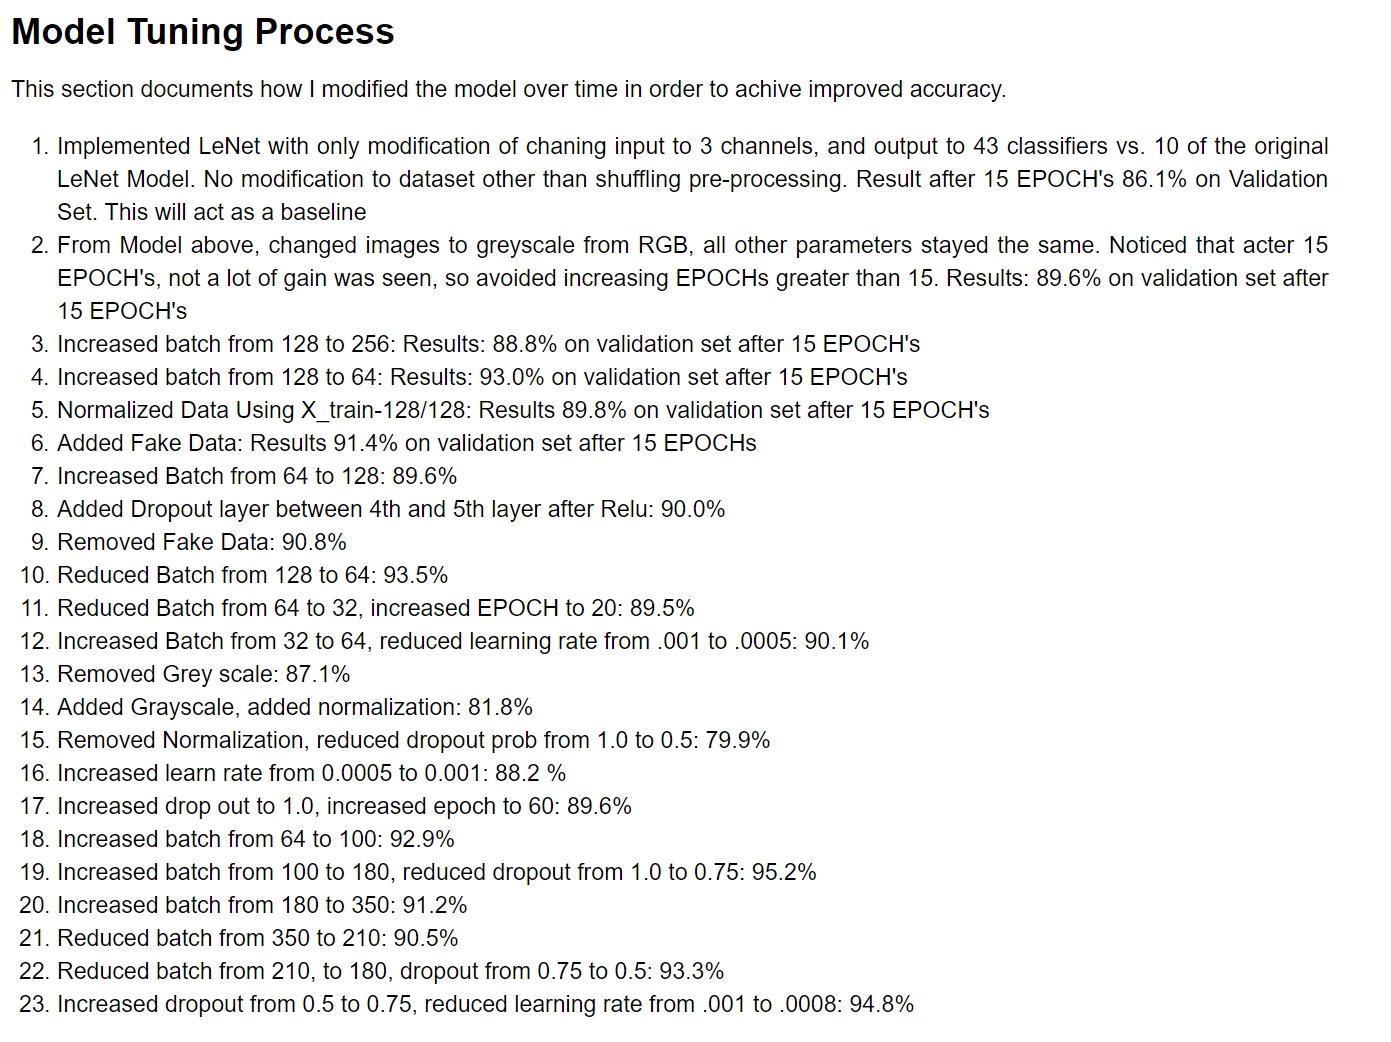 Model Tuning Process
This section documents how I modified the model over time in order to achive improved accuracy.
1. Implemented LeNet with only modification of chaning input to 3 channels, and output to 43 classifiers vs. 10 of the original
LeNet Model. No modification to dataset other than shuffling pre-processing. Result after 15 EPOCH's 86.1% on Validation
Set. This will act as a baseline
2. From Model above, changed images to greyscale from RGB, all other parameters stayed the same. Noticed that acter 15
EPOCH's, not a lot of gain was seen, so avoided increasing EPOCHs greater than 15. Results: 89.6% on validation set after
15 EPOCH's
3. Increased batch from 128 to 256: Results: 88.8% on validation set after 15 EPOCH's
4. Increased batch from 128 to 64: Results: 93.0% on validation set after 15 EPOCH's
5. Normalized Data Using X_train-128/128: Results 89.8% on validation set after 15 EPOCH's
6. Added Fake Data: Results 91.4% on validation set after 15 EPOCHs
7. Increased Batch from 64 to 128: 89.6%
8. Added Dropout layer between 4th and 5th layer after Relu: 90.0%
9. Removed Fake Data: 90.8%
10. Reduced Batch from 128 to 64: 93.5%
11. Reduced Batch from 64 to 32, increased EPOCH to 20: 89.5%
12. Increased Batch from 32 to 64, reduced learning rate from .001 to .0005: 90.1%
13. Removed Grey scale: 87.1%
14. Added Grayscale, added normalization: 81.8%
15. Removed Normalization, reduced dropout prob from 1.0 to 0.5: 79.9%
16. Increased learn rate from 0.0005 to 0.001: 88.2 %
17. Increased drop out to 1.0, increased epoch to 60: 89.6%
18. Increased batch from 64 to 100: 92.9%
19. Increased batch from 100 to 180, reduced dropout from 1.0 to 0.75: 95.2%
20. Increased batch from 180 to 350: 91.2%
21. Reduced batch from 350 to 210: 90.5%
22. Reduced batch from 210, to 180, dropout from 0.75 to 0.5: 93.3%
23. Increased dropout from 0.5 to 0.75, reduced learning rate from .001 to .0008: 94.8%